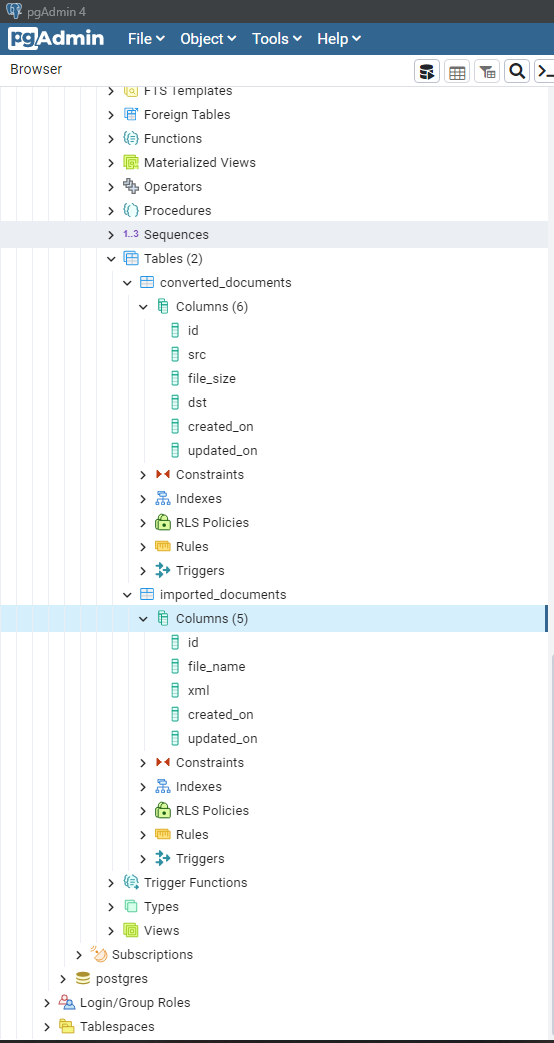 pgAdmin 4
pgAdmin File Object Tools Help
Browser
FTS Templates
Foreign Tables
Functions
Materialized Views
Operators
Procedures
1..3 Sequences
Tables (2)
converted_documents
Columns (6)
id
src
file_size
dst
created_on
updated_on
Constraints
Indexes
RLS Policies
Rules
Triggers
imported_documents
Columns (5)
id
file_name
xml
created_on
updated_on
Constraints
Indexes
RLS Policies
Rules
Triggers
Trigger Functions
Types
Views
Subscriptions
postgres
Login/Group Roles
Tablespaces